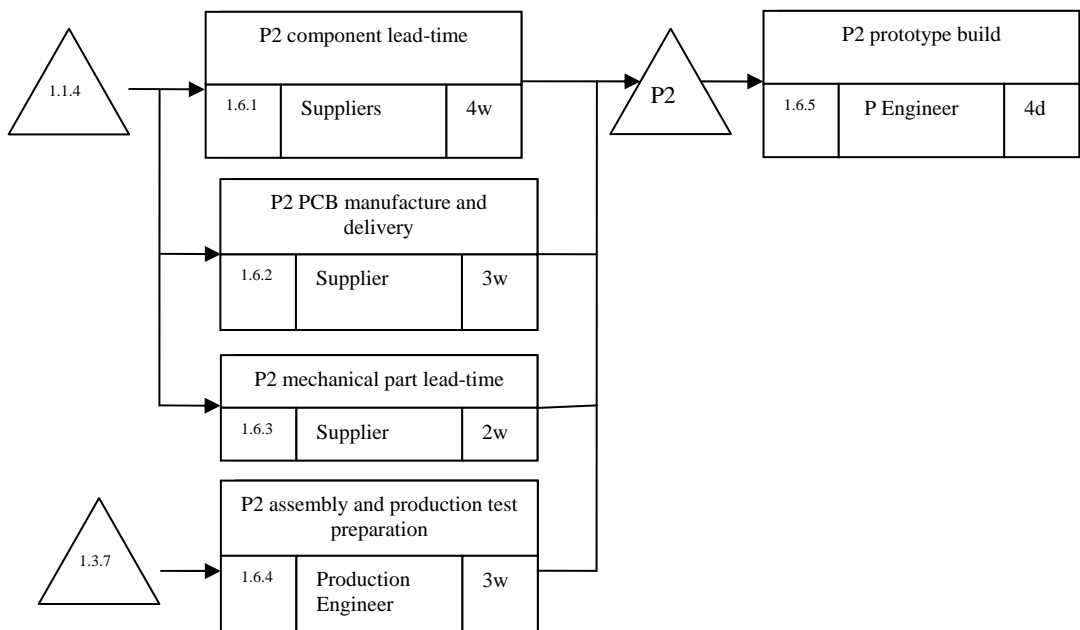 1.1.4
P2 component lead-time
1.6.1 Suppliers 4w
P2
P2 prototype build
1.6.5 P Engineer 4d
P2 PCB manufacture and
delivery
1.6.2 Supplier 3w
P2 mechanical part lead-time
1.6.3 Supplier 2w
1.3.7
P2 assembly and production test
preparation
1.6.4 Production 3w
Engineer